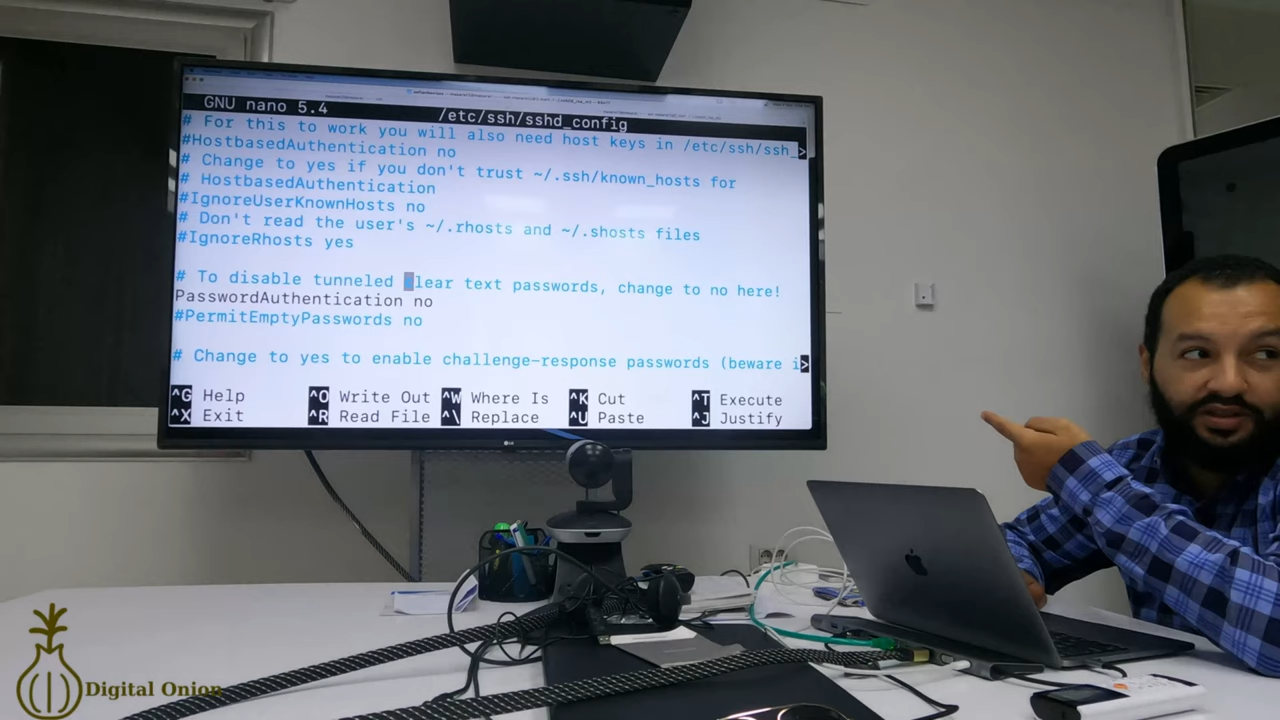 GNU nano 5.4
/etc/ssh/sshd_config
# For this to work you will also need host keys in /etc/ssh/ssh_>
#HostbasedAuthentication no
# Change to yes if you don't trust ~/.ssh/known_hosts for
# HostbasedAuthentication
#IgnoreUserKnownHosts no
# Don't read the user's ~/.rhosts and ~/.shosts files
#IgnoreRhosts yes
# To disable tunneled clear text passwords, change to no here!
PasswordAuthentication no
#PermitEmptyPasswords no
# Change to yes to enable challenge-response passwords (beware i>
^G Help ^O Write Out ^W Where Is ^K Cut ^T Execute
^X Exit ^R Read File ^\ Replace ^U Paste ^J Justify
LG
Digital Onion